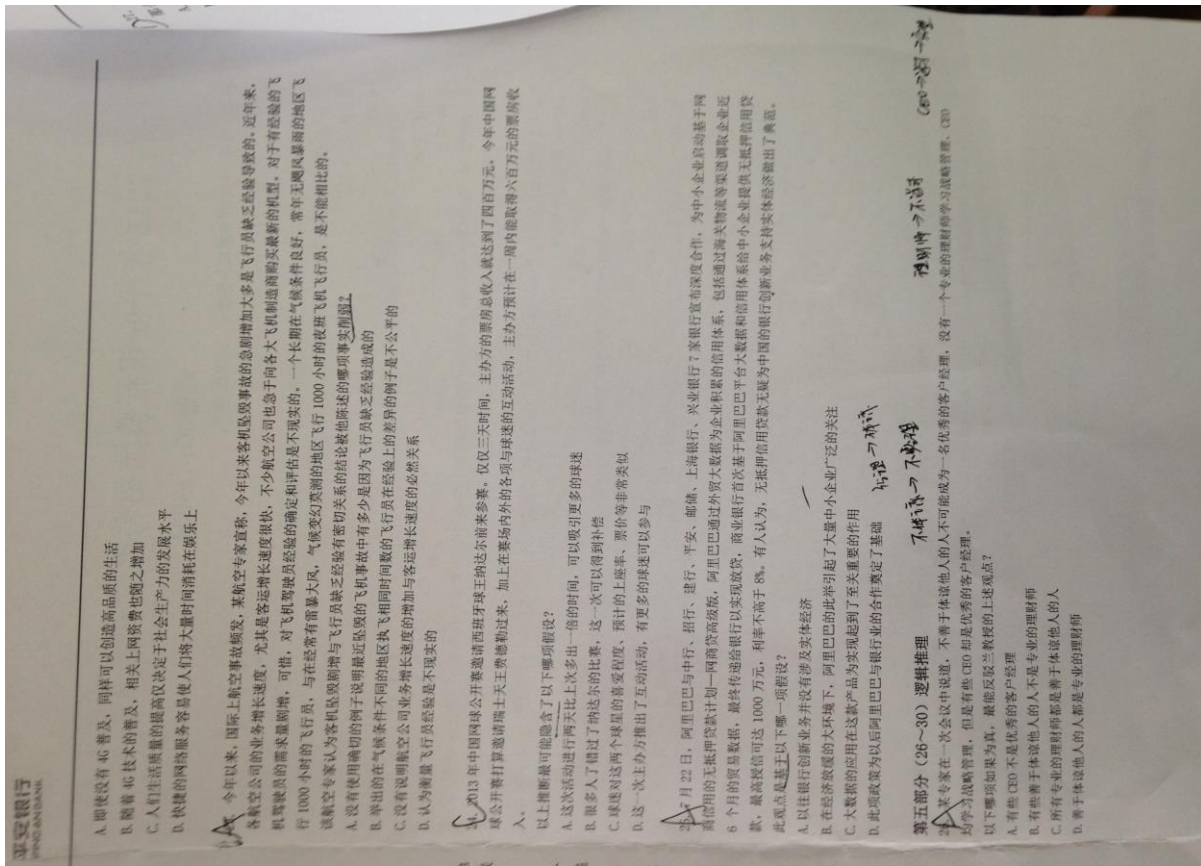 平安银行
PING AN BANK
A. 即使没有 4G 普及，同样可以创造高品质的生活
B. 随着 4G 技术的普及，相关上网资费也随之增加
C. 人们生活质量的提高仅决定于社会生产力的发展水平
D. 快捷的网络服务容易使人们将大量时间消耗在娱乐上
今年以来，国际上航空事故频发，某航空专家宣称，今年以来客机坠毁事故的急剧增加大多是飞行员缺乏经验导致的。近年来，
各航空公司的业务增长速度，尤其是客运增长速度很快，不少航空公司也急于向各大飞机制造商购买最新的机型。对于有经验的飞
机驾驶员的需求量剧增，可惜，对飞机驾驶员经验的确定和评估是不现实的。一个长期在气候条件良好，常年无飓风暴雨的地区飞
行 1000 小时的飞行员，与在经常有雷暴大风，气候变幻莫测的地区飞行 1000 小时的夜班飞机飞行员，是不能相比的。
该航空专家认为客机坠毁剧增与飞行员缺乏经验有密切关系的结论被他陈述的哪项事实削弱？
A. 没有使用确切的例子说明最近坠毁的飞机事故中有多少是因为飞行员缺乏经验造成的
B. 举出的在气候条件不同的地区执飞相同时间数的飞行员在经验上的差异的例子是不公平的
C. 没有说明航空公司业务增长速度的增加与客运增长速度的必然关系
D. 认为衡量飞行员经验是不现实的
24. 2013 年中国网球公开赛邀请西班牙球王纳达尔前来参赛。仅仅三天时间，主办方的票房总收入就达到了四百万元，今年中国网
球公开赛打算邀请瑞士天王费德勒过来，加上在赛场内外的各项与球迷的互动活动，主办方预计在一周内能取得六百万元的票房收
入。
以上推断最可能隐含了以下哪项假设？
A. 这次活动进行两天比上次多出一倍的时间，可以吸引更多的球迷
B. 很多人了错过了纳达尔的比赛，这一次可以得到补偿
C. 球迷对这两个球星的喜爱程度、预计的上座率、票价等非常类似
D. 这一次主办方推出了互动活动，有更多的球迷可以参与
25. 7 月 22 日，阿里巴巴与中行、招行、建行、平安、邮储、上海银行、兴业银行 7 家银行宣布深度合作，为中小企业启动基于网
商信用的无抵押贷款计划—网商贷高级版，阿里巴巴通过外贸大数据为企业积累的信用体系，包括通过海关物流等渠道调取企业近
6 个月的贸易数据，最终传递给银行以实现放贷，商业银行首次基于阿里巴巴平台大数据和信用体系给中小企业提供无抵押信用贷
款，最高授信可达 1000 万元，利率不高于 8%。有人认为，无抵押信用贷款无疑为中国的银行创新业务支持实体经济做出了典范。
此观点是基于以下哪一项假设？
A. 以往银行创新业务并没有涉及实体经济
B. 在经济放缓的大环境下，阿里巴巴的此举引起了大量中小企业广泛的关注
C. 大数据的应用在这款产品为实现起到了至关重要的作用
D. 此项政策为以后阿里巴巴与银行业的合作奠定了基础
第五部分（26～30）逻辑推理
26. 某专家在一次会议中说道，不善于体谅他人的人不可能成为一名优秀的客户经理，没有一个专业的理财师学习战略管理，CEO
均学习战略管理，但是有些 CEO 却是优秀的客户经理。
以下哪项如果为真，最能反驳兰教授的上述观点？
A. 有些 CEO 不是优秀的客户经理
B. 有些善于体谅他人的人不是专业的理财师
C. 所有专业的理财师都是善于体谅他人的人
D. 善于体谅他人的人都是专业的理财师